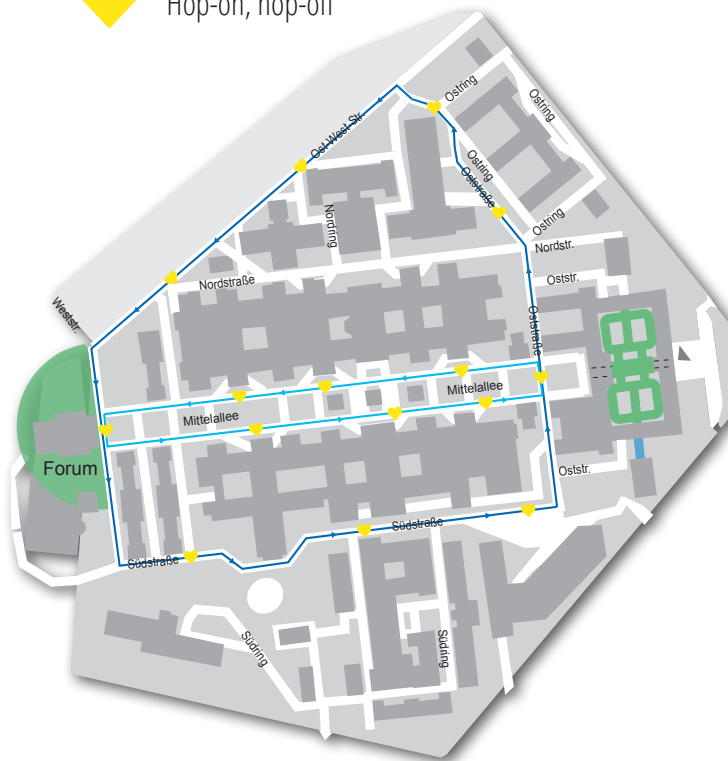 Hop-on, hop-off
Ostring
Ostring
Ost-West-Str.
Ostring
Oststraße
Nordring
Ostring
Nordstr.
Nordstraße
Oststr.
Weststr.
Oststraße
Mittelallee
Mittelallee
Forum
Oststr.
Südstraße
Südstraße
Südring
Südring